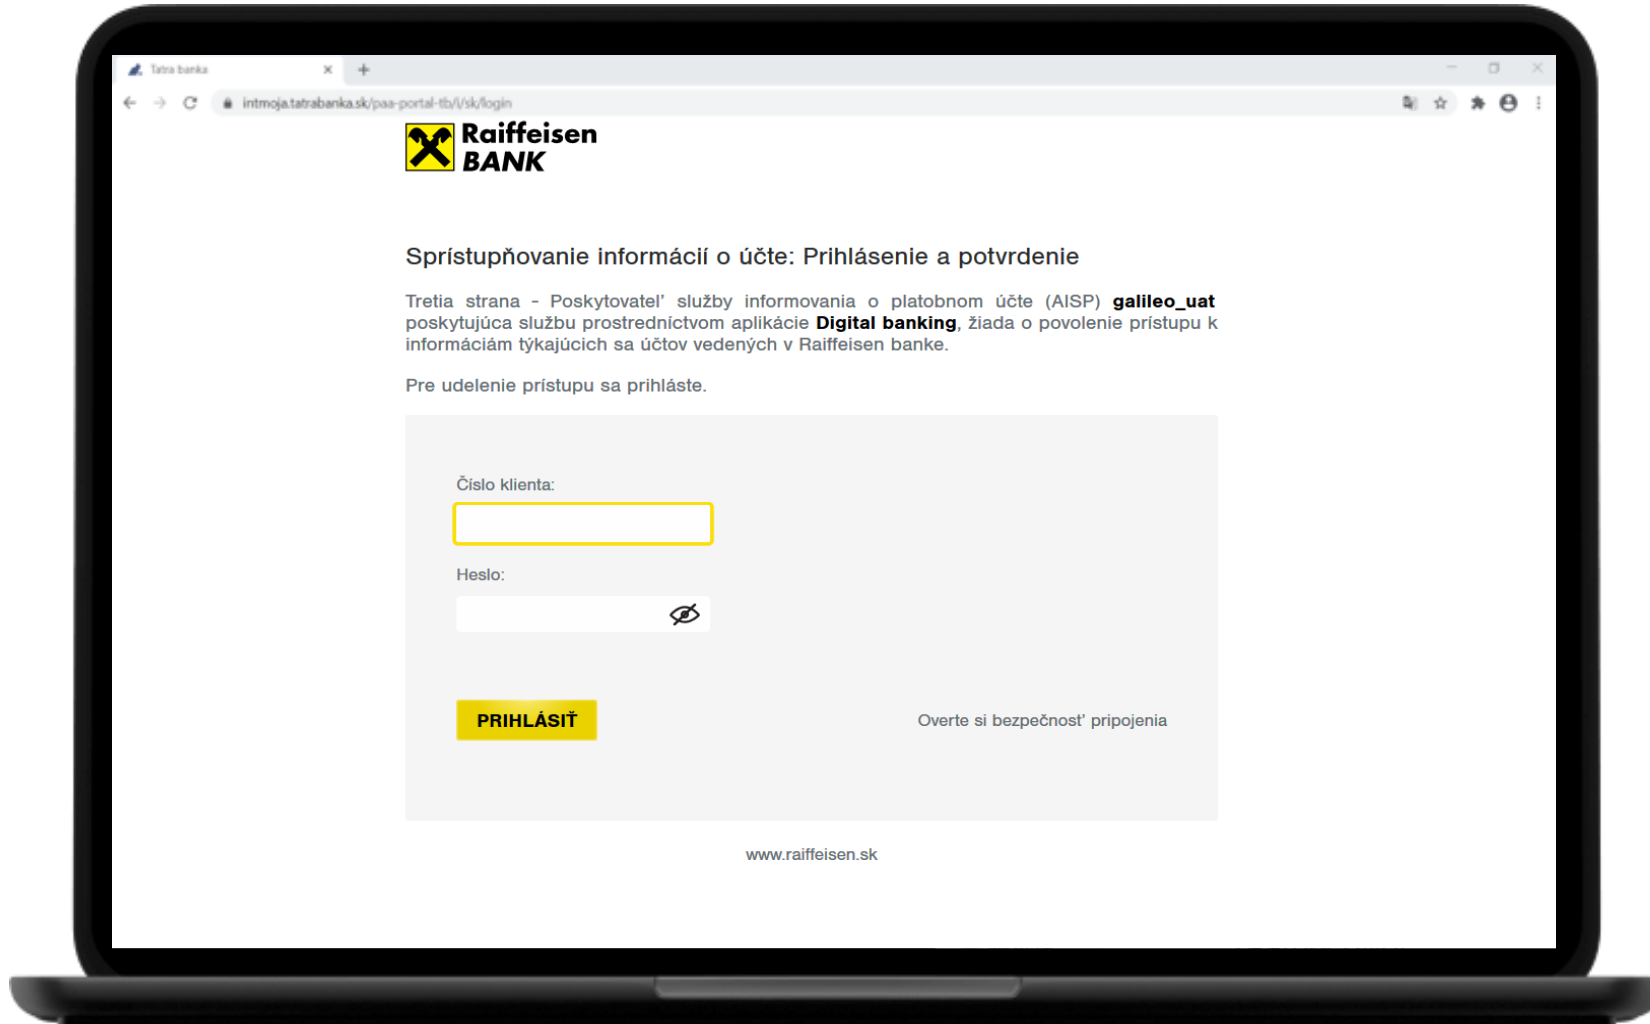 Tatra banka
intmoja.tatrabanka.sk/paa-portal-tb/i/sk/login
Raiffeisen
BANK
Sprístupňovanie informácií o účte: Prihlásenie a potvrdenie
Tretia strana - Poskytovateľ služby informovania o platobnom účte (AISP) galileo_uat
poskytujúca službu prostredníctvom aplikácie Digital banking, žiada o povolenie prístupu k
informáciám týkajúcich sa účtov vedených v Raiffeisen banke.
Pre udelenie prístupu sa prihláste.
Číslo klienta:
Heslo:
PRIHLÁSIŤ
Overte si bezpečnosť pripojenia
www.raiffeisen.sk